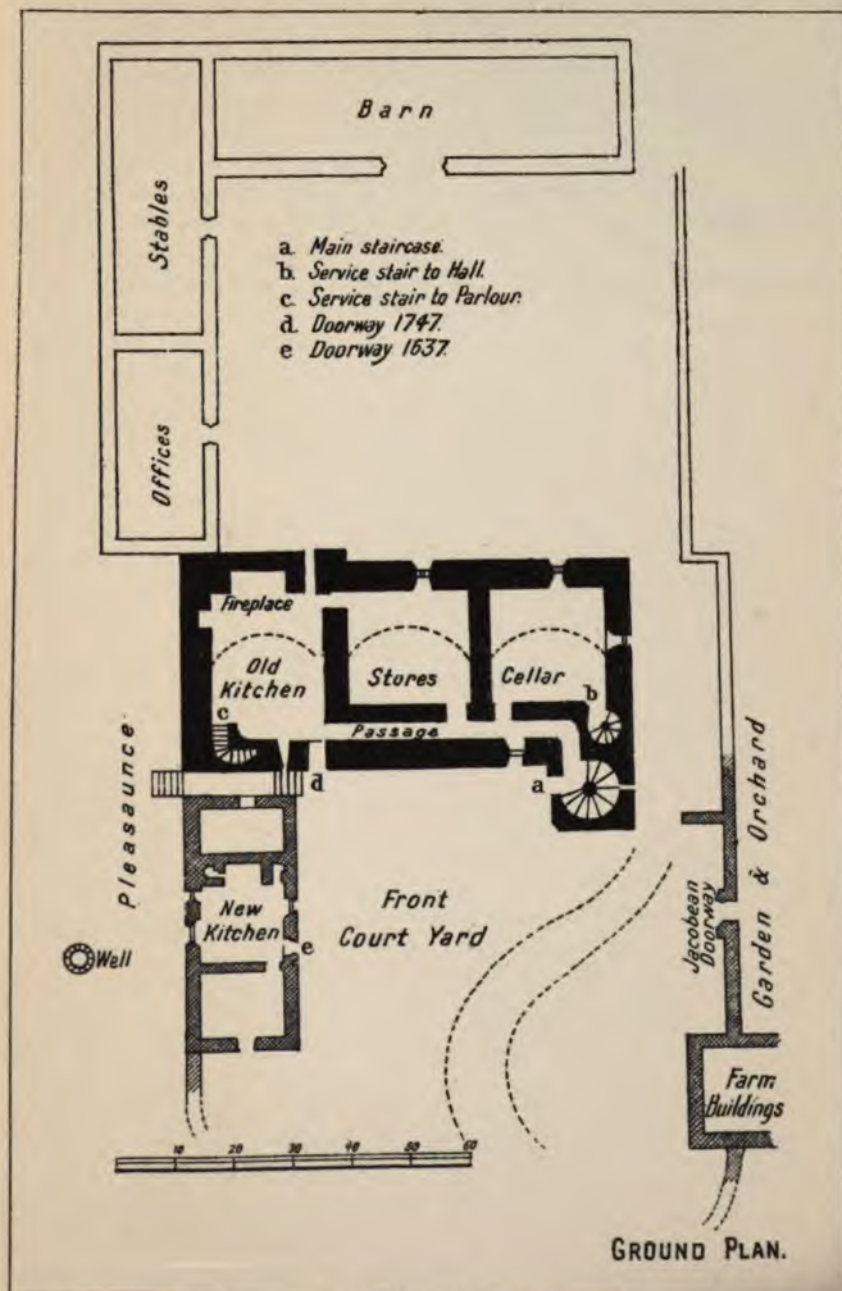 Barn
Stables
a Main staircase.
b. Service stair to Hall.
c. Service stair to Parlour.
d. Doorway 1747.
e Doorway 1637.
Offices
Fireplace
Old
Kitchen
Stores
Cellar
b
c
Passage
d
a
Pleasaunce
Front
Court Yard
New
Kitchen
e
Well
Jacobean
Doorway
Garden & Orchard
Farm
Buildings
10 20 30 40 50 60
GROUND PLAN.